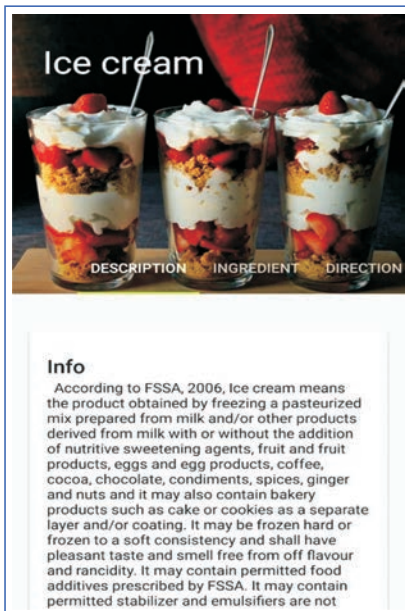 Ice cream
DESCRIPTION INGREDIENT DIRECTION
Info
According to FSSA, 2006, Ice cream means
the product obtained by freezing a pasteurized
mix prepared from milk and/or other products
derived from milk with or without the addition
of nutritive sweetening agents, fruit and fruit
products, eggs and egg products, coffee,
cocoa, chocolate, condiments, spices, ginger
and nuts and it may also contain bakery
products such as cake or cookies as a separate
layer and/or coating. It may be frozen hard or
frozen to a soft consistency and shall have
pleasant taste and smell free from off flavour
and rancidity. It may contain permitted food
additives prescribed by FSSA. It may contain
permitted stabilizer and emulsifiers are not